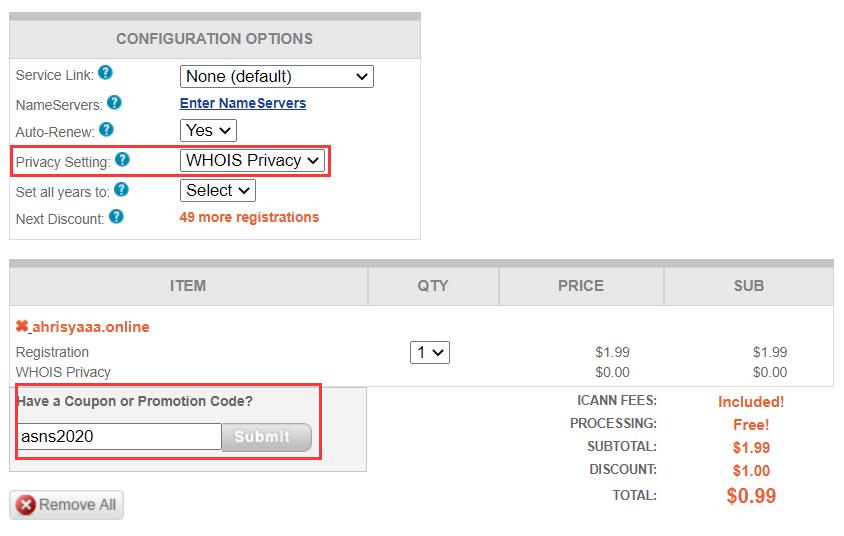 CONFIGURATION OPTIONS
Service Link: ? None (default)
NameServers: ? Enter NameServers
Auto-Renew: ? Yes
Privacy Setting: ? WHOIS Privacy
Set all years to: ? Select
Next Discount: ? 49 more registrations
ITEM QTY PRICE SUB
ahrisyaaa.online
Registration 1 $1.99 $1.99
WHOIS Privacy $0.00 $0.00
Have a Coupon or Promotion Code?
asns2020 Submit
ICANN FEES: Included!
PROCESSING: Free!
SUBTOTAL: $1.99
DISCOUNT: $1.00
TOTAL: $0.99
Remove All